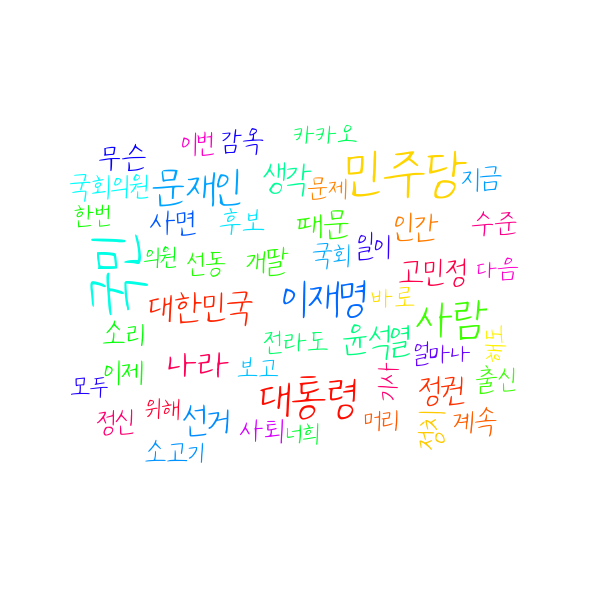 이번 감옥 카카오
무슨
국회의원 문재인 생각 문제 민주당 지금
한번 사면 후보 때문 인간 수준
국민 의원 선동 개딸 국회 일이
고민정 다음
대한민국 이재명 바로
소리 전라도 윤석열 사람
얼마나 해도
이제 나라 보고
모두 대통령 기사 정권 출신
정신 위해 선거 사퇴 너희 머리 정치 계속
소고기